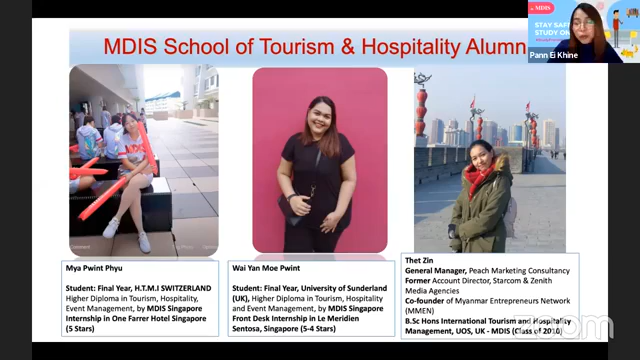 MDIS School of Tourism & Hospitality Alumn
MDIS
STAY SAFE
STUDY ON
Pann Ei Khine
Mya Pwint Phyu
Student: Final Year, H.T.M.I SWITZERLAND
Higher Diploma in Tourism, Hospitality,
Event Management, by MDIS Singapore
Internship in One Farrer Hotel Singapore
(5 Stars)
Wai Yan Moe Pwint
Student: Final Year, University of Sunderland
(UK), Higher Diploma in Tourism, Hospitality
and Event Management, by MDIS Singapore
Front Desk Internship in Le Meridien
Sentosa, Singapore (5-4 Stars)
Thet Zin
General Manager, Peach Marketing Consultancy
Former Account Director, Starcom & Zenith
Media Agencies
Co-founder of Myanmar Entrepreneurs Network
(MMEN)
B.Sc Hons International Tourism and Hospitality
Management, UOS, UK - MDIS (Class of 2010)
zoom